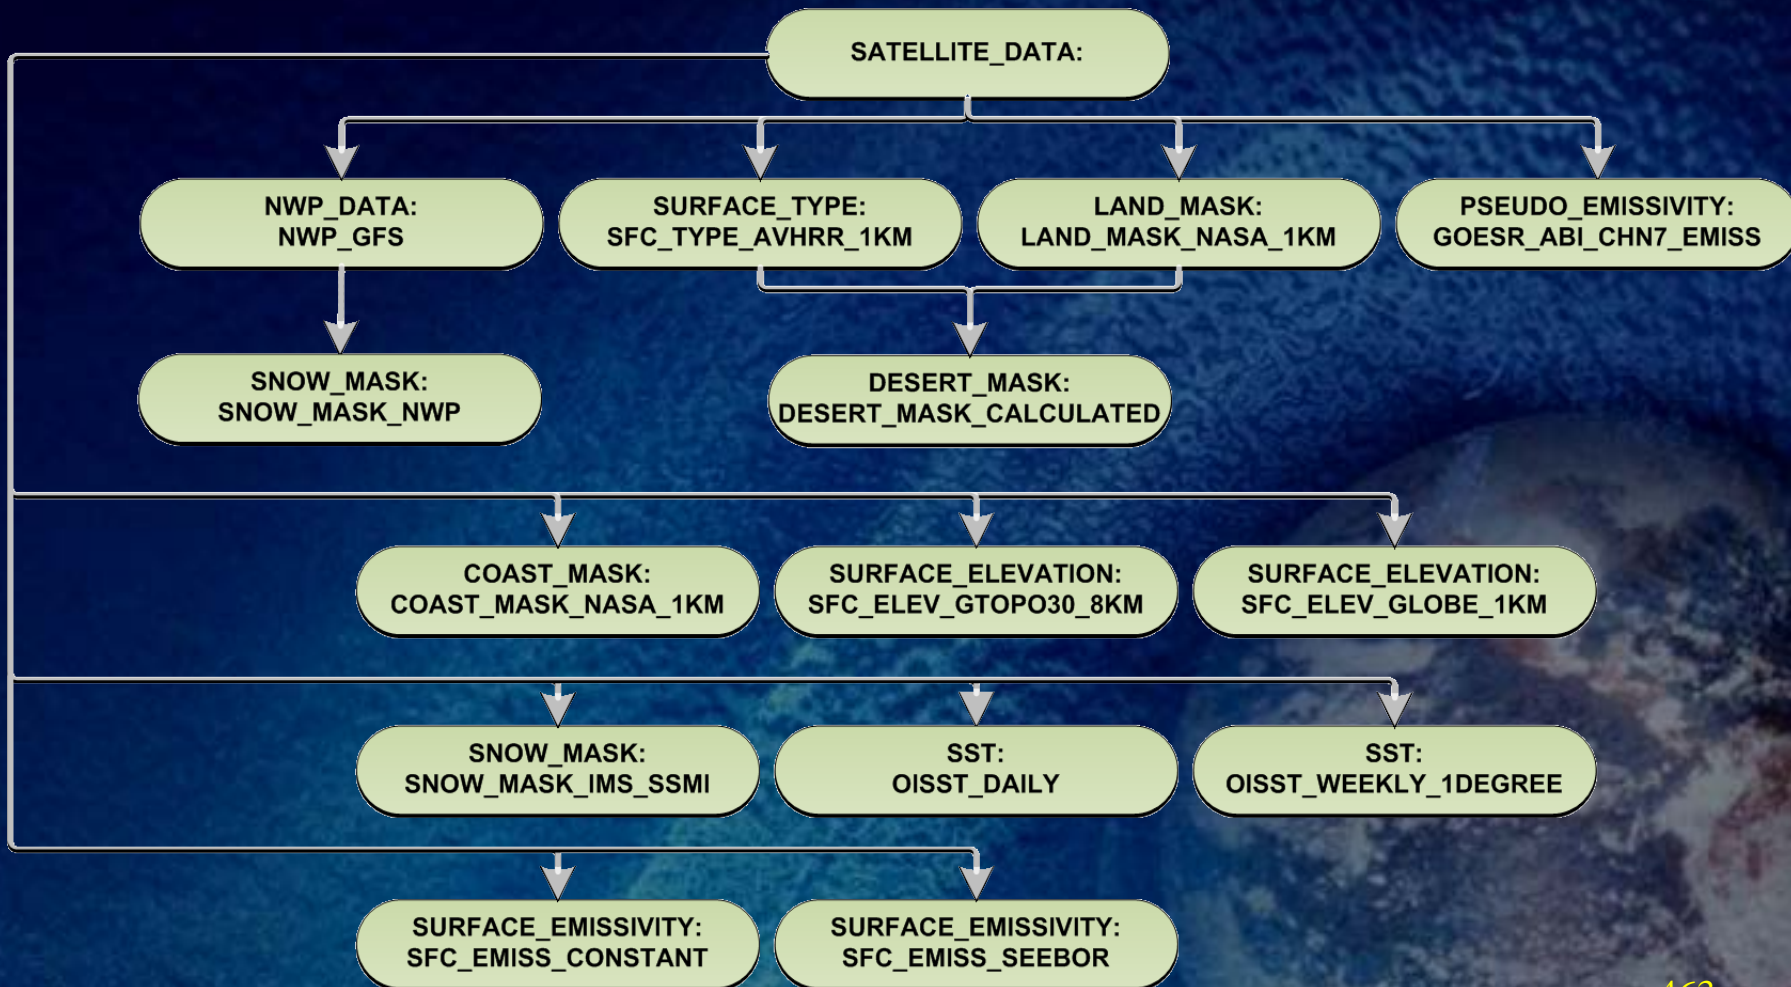 SATELLITE_DATA:
NWP_DATA:
NWP_GFS
SURFACE_TYPE:
SFC_TYPE_AVHRR_1KM
LAND_MASK:
LAND_MASK_NASA_1KM
PSEUDO_EMISSIVITY:
GOESR_ABI_CHN7_EMISS
SNOW_MASK:
SNOW_MASK_NWP
DESERT_MASK:
DESERT_MASK_CALCULATED
COAST_MASK:
COAST_MASK_NASA_1KM
SURFACE_ELEVATION:
SFC_ELEV_GTOPO30_8KM
SURFACE_ELEVATION:
SFC_ELEV_GLOBE_1KM
SNOW_MASK:
SNOW_MASK_IMS_SSMI
SST:
OISST_DAILY
SST:
OISST_WEEKLY_1DEGREE
SURFACE_EMISSIVITY:
SFC_EMISS_CONSTANT
SURFACE_EMISSIVITY:
SFC_EMISS_SEEBOR